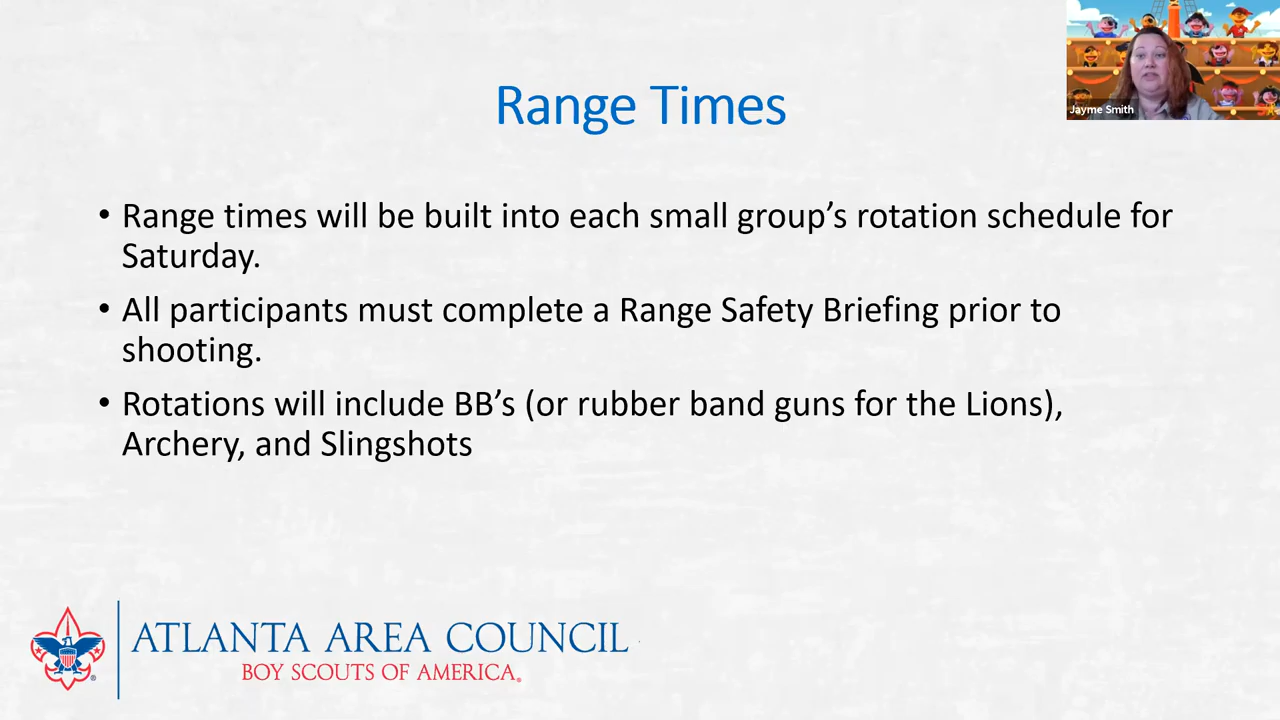 Range Times
Jayme Smith
• Range times will be built into each small group’s rotation schedule for
Saturday.
• All participants must complete a Range Safety Briefing prior to
shooting.
• Rotations will include BB’s (or rubber band guns for the Lions),
Archery, and Slingshots
ATLANTA AREA COUNCIL
BOY SCOUTS OF AMERICA®